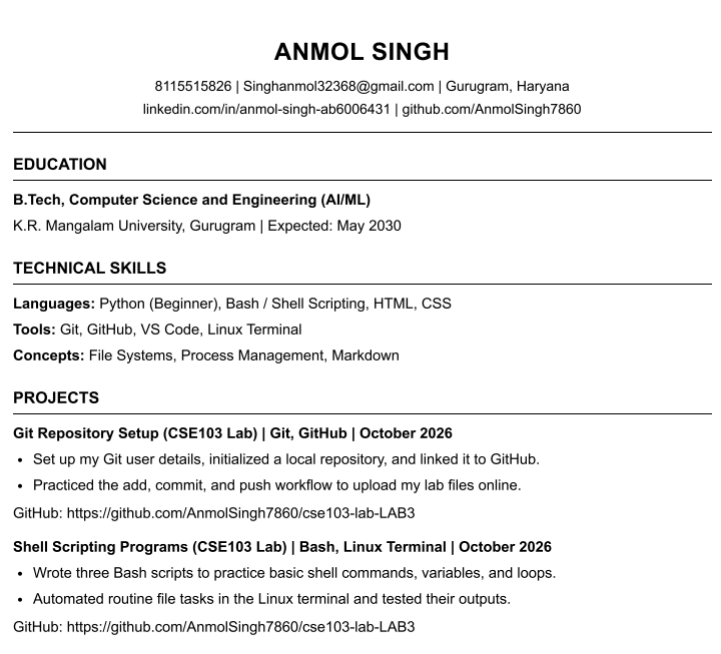 ANMOL SINGH
8115515826 | Singhanmol32368@gmail.com | Gurugram, Haryana
linkedin.com/in/anmol-singh-ab6006431 | github.com/AnmolSingh7860
EDUCATION
B.Tech, Computer Science and Engineering (AI/ML)
K.R. Mangalam University, Gurugram | Expected: May 2030
TECHNICAL SKILLS
Languages: Python (Beginner), Bash / Shell Scripting, HTML, CSS
Tools: Git, GitHub, VS Code, Linux Terminal
Concepts: File Systems, Process Management, Markdown
PROJECTS
Git Repository Setup (CSE103 Lab) | Git, GitHub | October 2026
• Set up my Git user details, initialized a local repository, and linked it to GitHub.
• Practiced the add, commit, and push workflow to upload my lab files online.
GitHub: https://github.com/AnmolSingh7860/cse103-lab-LAB3
Shell Scripting Programs (CSE103 Lab) | Bash, Linux Terminal | October 2026
• Wrote three Bash scripts to practice basic shell commands, variables, and loops.
• Automated routine file tasks in the Linux terminal and tested their outputs.
GitHub: https://github.com/AnmolSingh7860/cse103-lab-LAB3